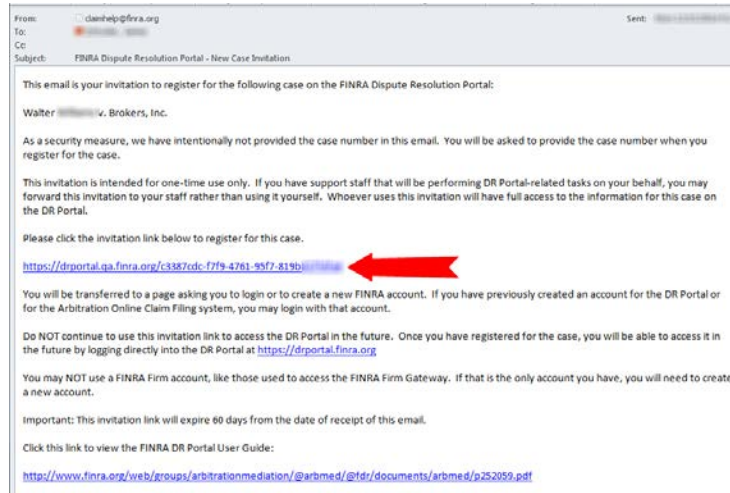 From: claimhelp@finra.org Sent:
To:
Cc:
Subject: FINRA Dispute Resolution Portal - New Case Invitation
This email is your invitation to register for the following case on the FINRA Dispute Resolution Portal:
Walter v. Brokers, Inc.
As a security measure, we have intentionally not provided the case number in this email. You will be asked to provide the case number when you
register for the case.
This invitation is intended for one-time use only. If you have support staff that will be performing DR Portal-related tasks on your behalf, you may
forward this invitation to your staff rather than using it yourself. Whoever uses this invitation will have full access to the information for this case on
the DR Portal.
Please click the invitation link below to register for this case.
https://drportal.qa.finra.org/c3387cdc-f7f9-4761-95f7-819b
You will be transferred to a page asking you to login or to create a new FINRA account. If you have previously created an account for the DR Portal or
for the Arbitration Online Claim Filing system, you may login with that account.
Do NOT continue to use this invitation link to access the DR Portal in the future. Once you have registered for the case, you will be able to access it in
the future by logging directly into the DR Portal at https://drportal.finra.org
You may NOT use a FINRA Firm account, like those used to access the FINRA Firm Gateway. If that is the only account you have, you will need to create
a new account.
Important: This invitation link will expire 60 days from the date of receipt of this email.
Click this link to view the FINRA DR Portal User Guide:
http://www.finra.org/web/groups/arbitrationmediation/@arbmed/@fdr/documents/arbmed/p252059.pdf